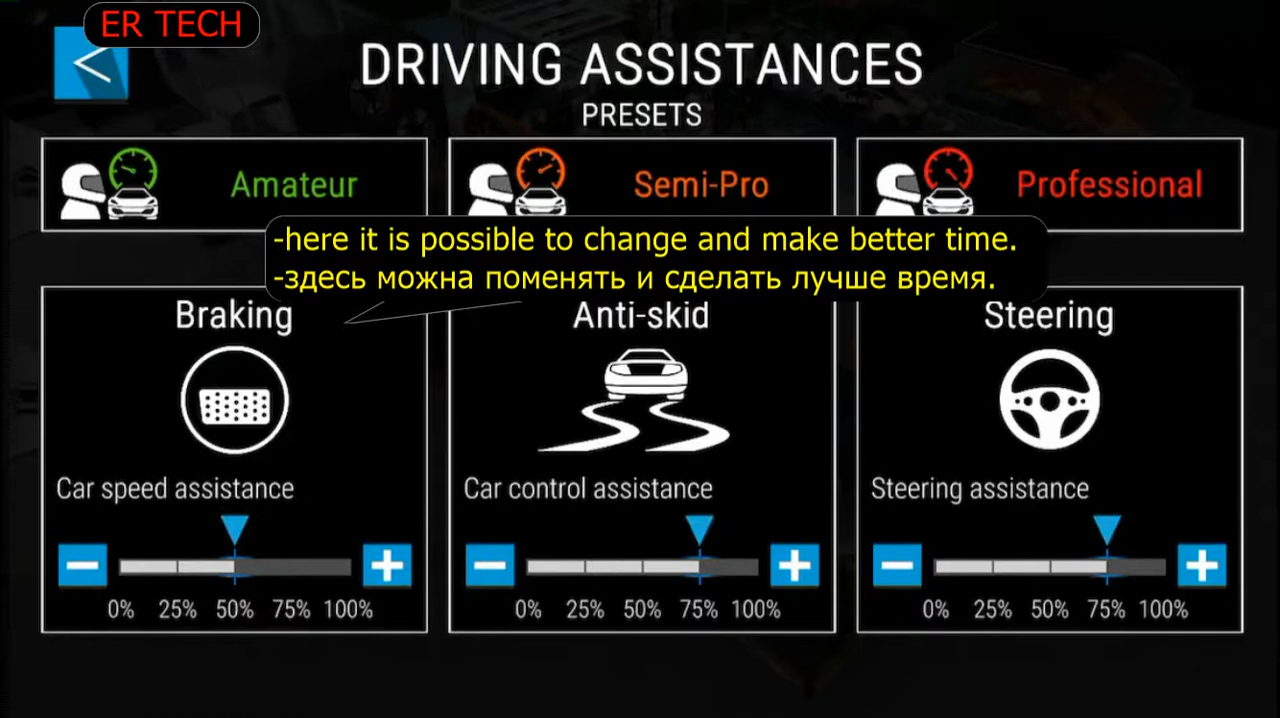 ER TECH
<
DRIVING ASSISTANCES
PRESETS
Amateur
Semi-Pro
Professional
-here it is possible to change and make better time.
-здесь можна поменять и сделать лучше время.
Braking
Car speed assistance
0% 25% 50% 75% 100%
Anti-skid
Car control assistance
0% 25% 50% 75% 100%
Steering
Steering assistance
0% 25% 50% 75% 100%